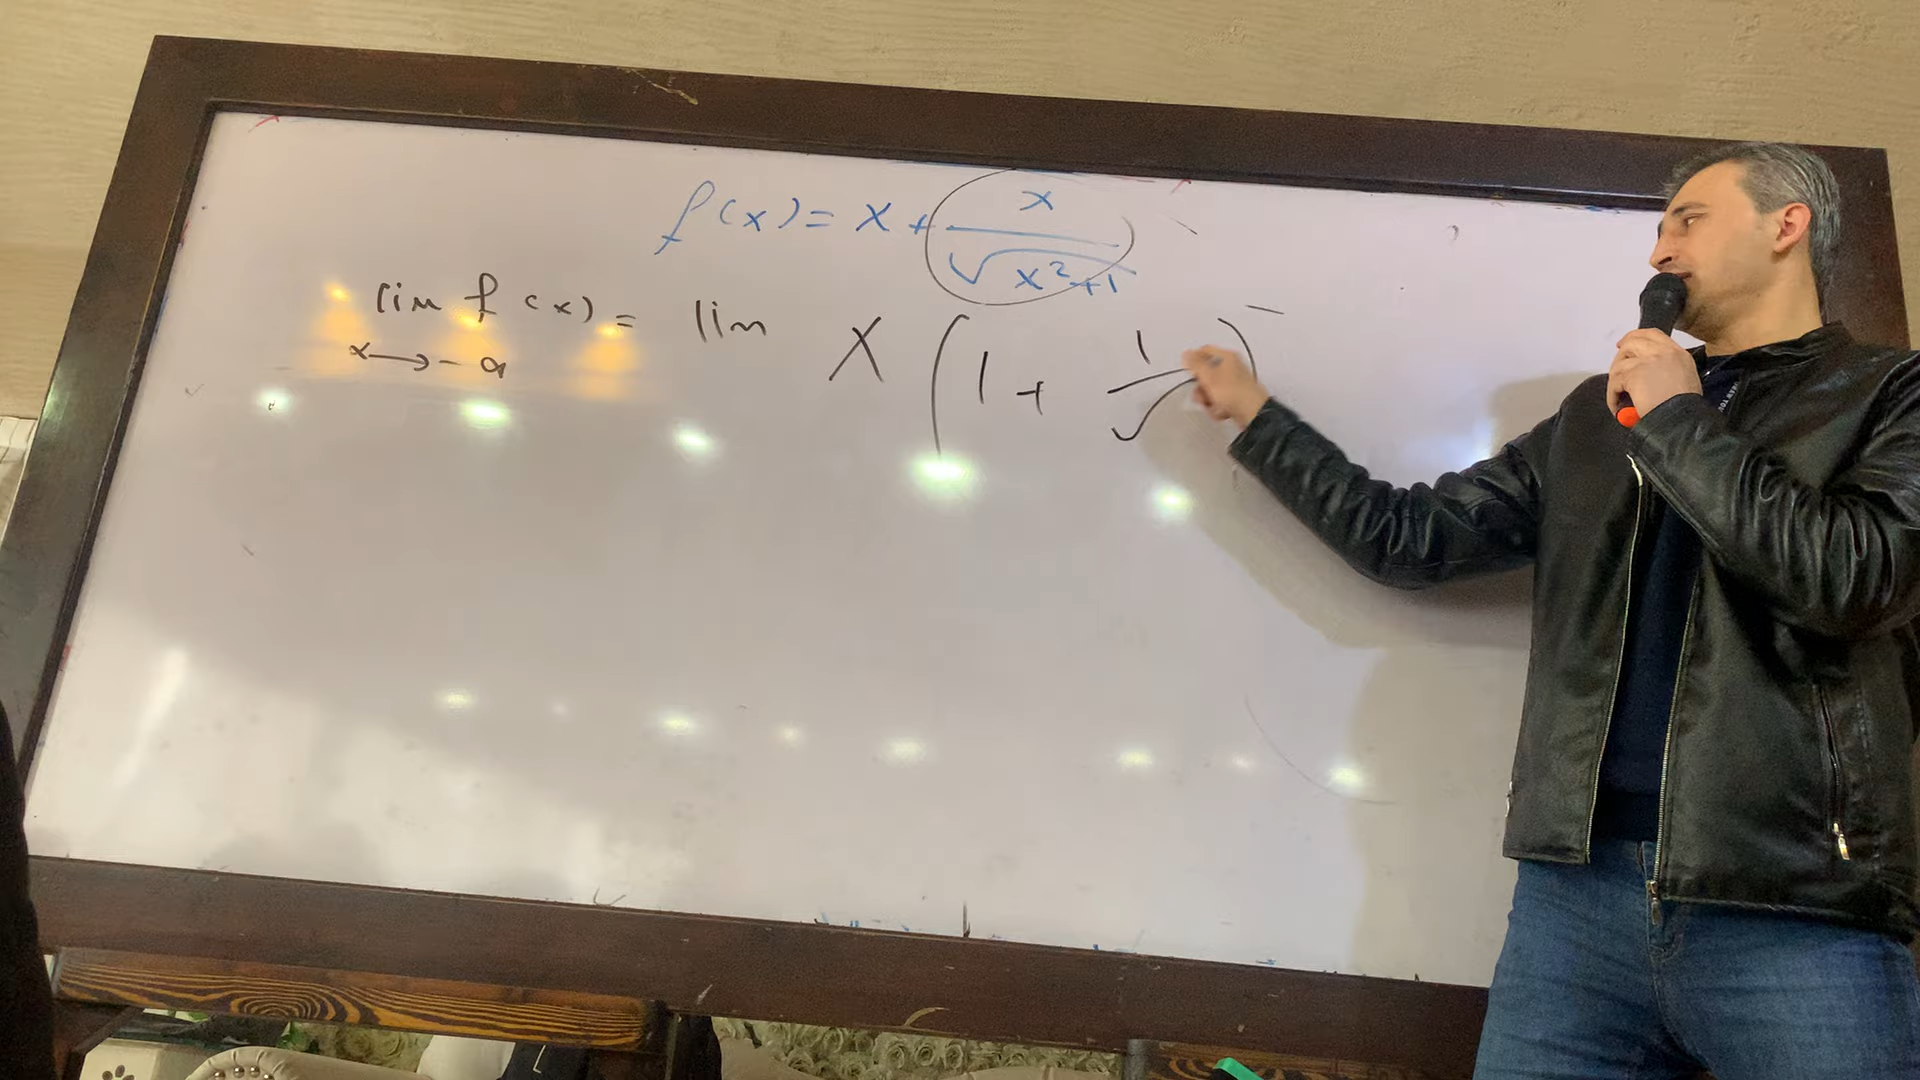 f(x) = x + x/√(x²+1)
lim f(x) = lim x (1 + 1/√
x → -∞